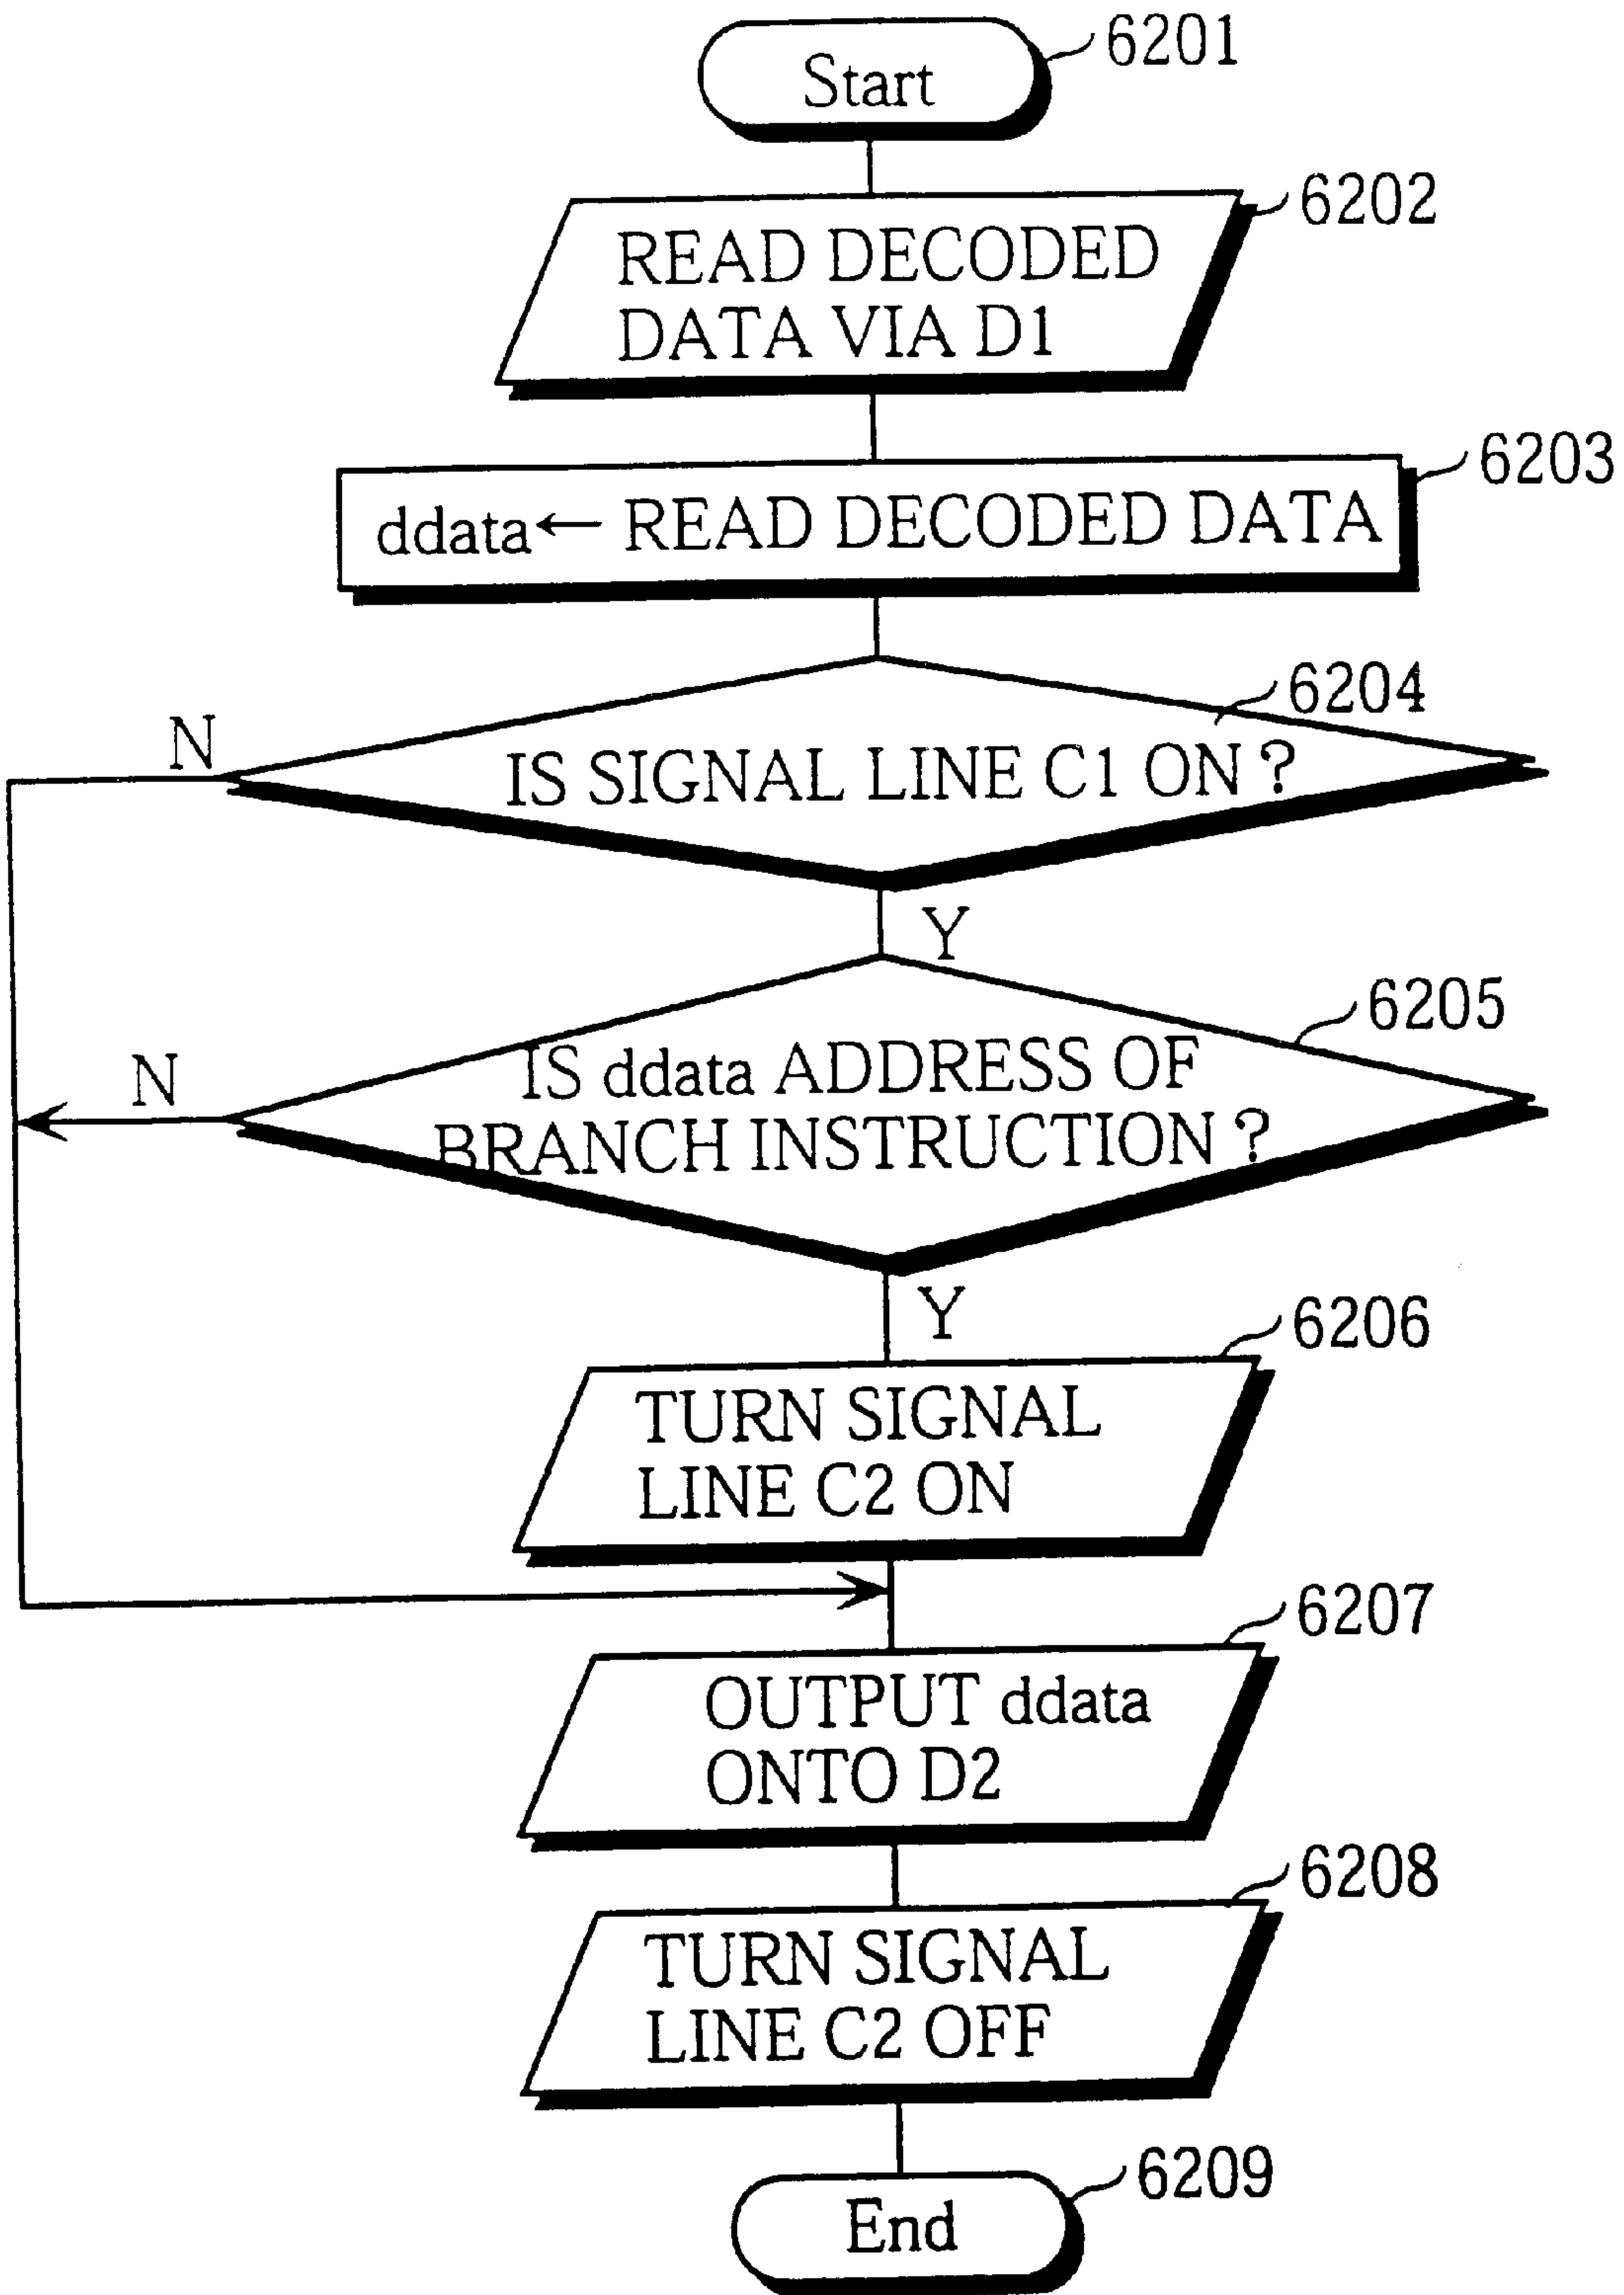 Start
6201
6202
READ DECODED
DATA VIA D1
6203
ddata← READ DECODED DATA
6204
N
IS SIGNAL LINE C1 ON ?
Y
6205
N
IS ddata ADDRESS OF
BRANCH INSTRUCTION ?
Y
6206
TURN SIGNAL
LINE C2 ON
6207
OUTPUT ddata
ONTO D2
6208
TURN SIGNAL
LINE C2 OFF
6209
End